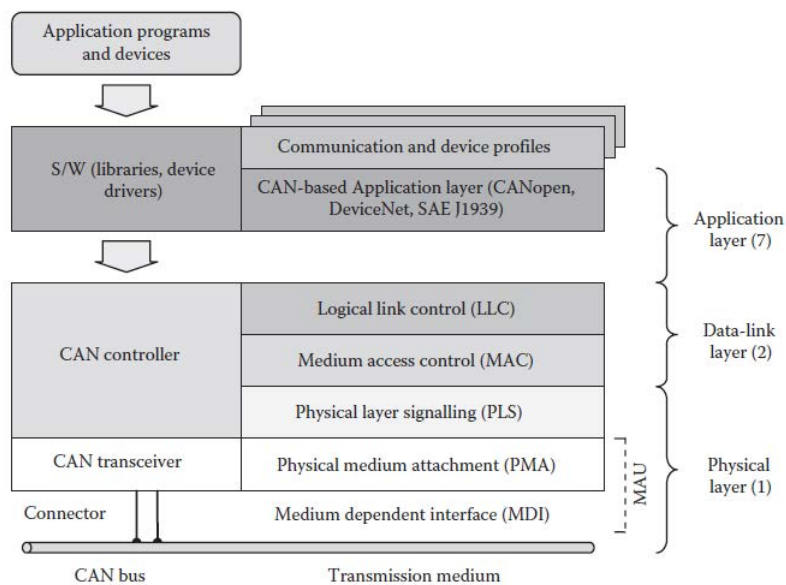 Application programs
and devices
S/W (libraries, device
drivers)
Communication and device profiles
CAN-based Application layer (CANopen,
DeviceNet, SAE J1939)
Application
layer (7)
CAN controller
Logical link control (LLC)
Medium access control (MAC)
Physical layer signalling (PLS)
Data-link
layer (2)
CAN transceiver
Physical medium attachment (PMA)
MAU
Physical
layer (1)
Connector
Medium dependent interface (MDI)
CAN bus
Transmission medium